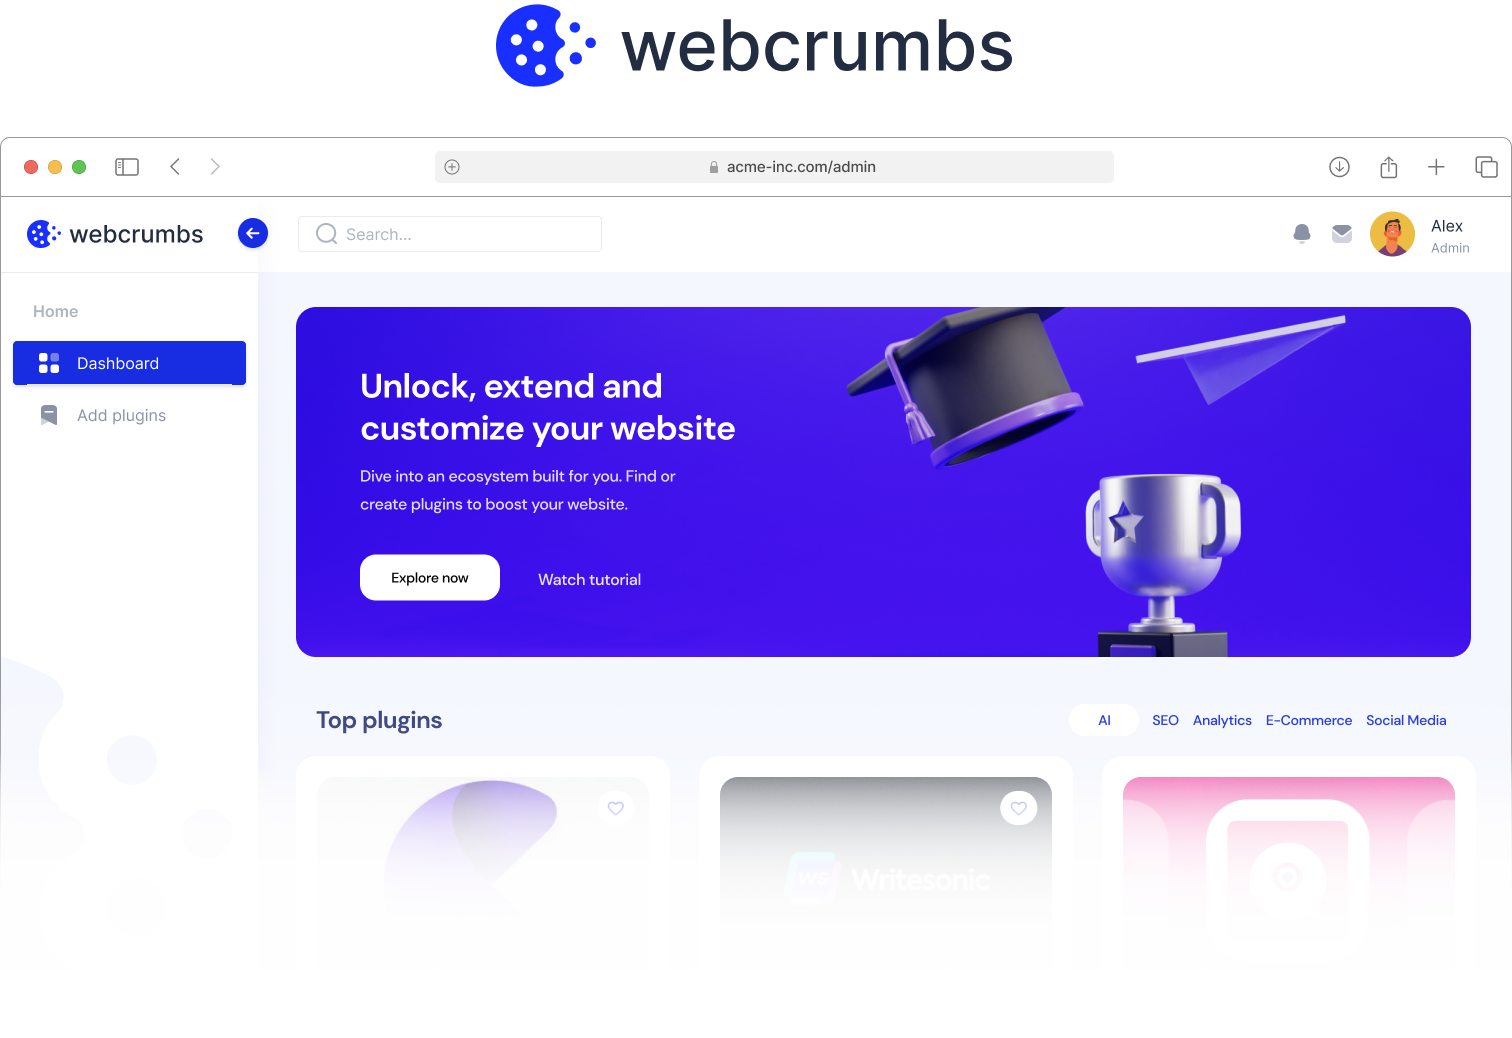 webcrumbs
acme-inc.com/admin
webcrumbs
Search...
Alex
Admin
Home
Dashboard
Add plugins
Unlock, extend and
customize your website
Dive into an ecosystem built for you. Find or
create plugins to boost your website.
Explore now
Watch tutorial
Top plugins
AI
SEO
Analytics
E-Commerce
Social Media
WS
Writesonic